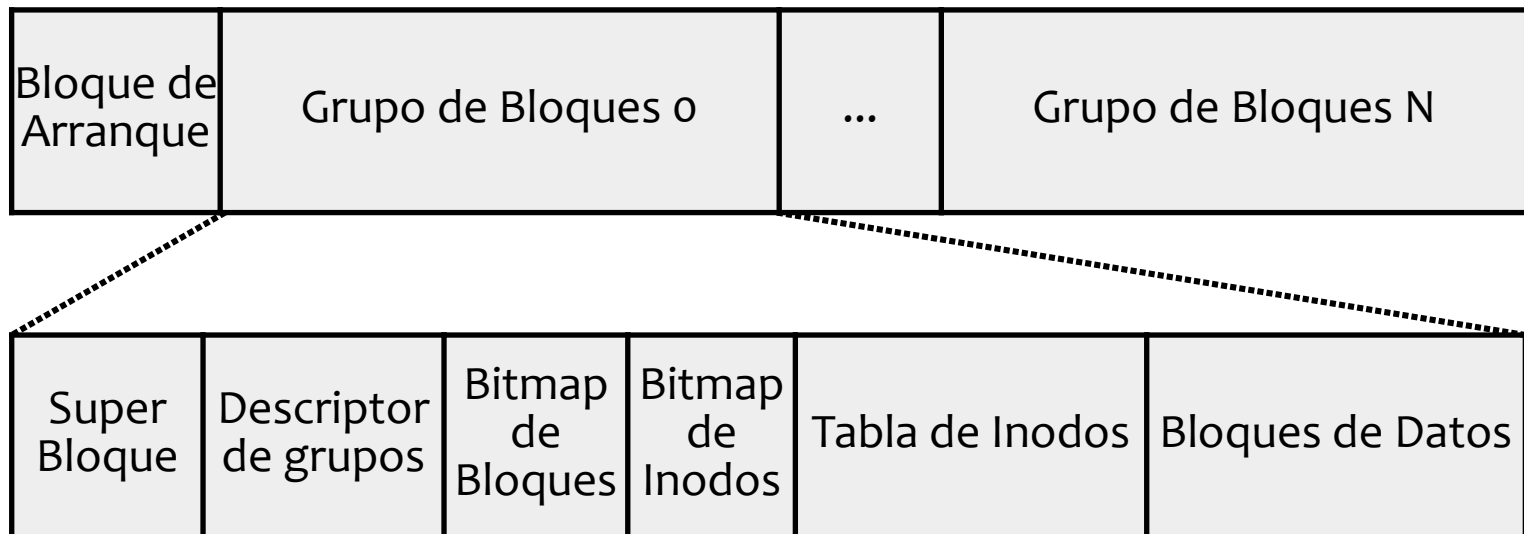 Bloque de
Arranque
Grupo de Bloques 0
...
Grupo de Bloques N
Super
Bloque
Descriptor
de grupos
Bitmap
de
Bloques
Bitmap
de
Inodos
Tabla de Inodos
Bloques de Datos